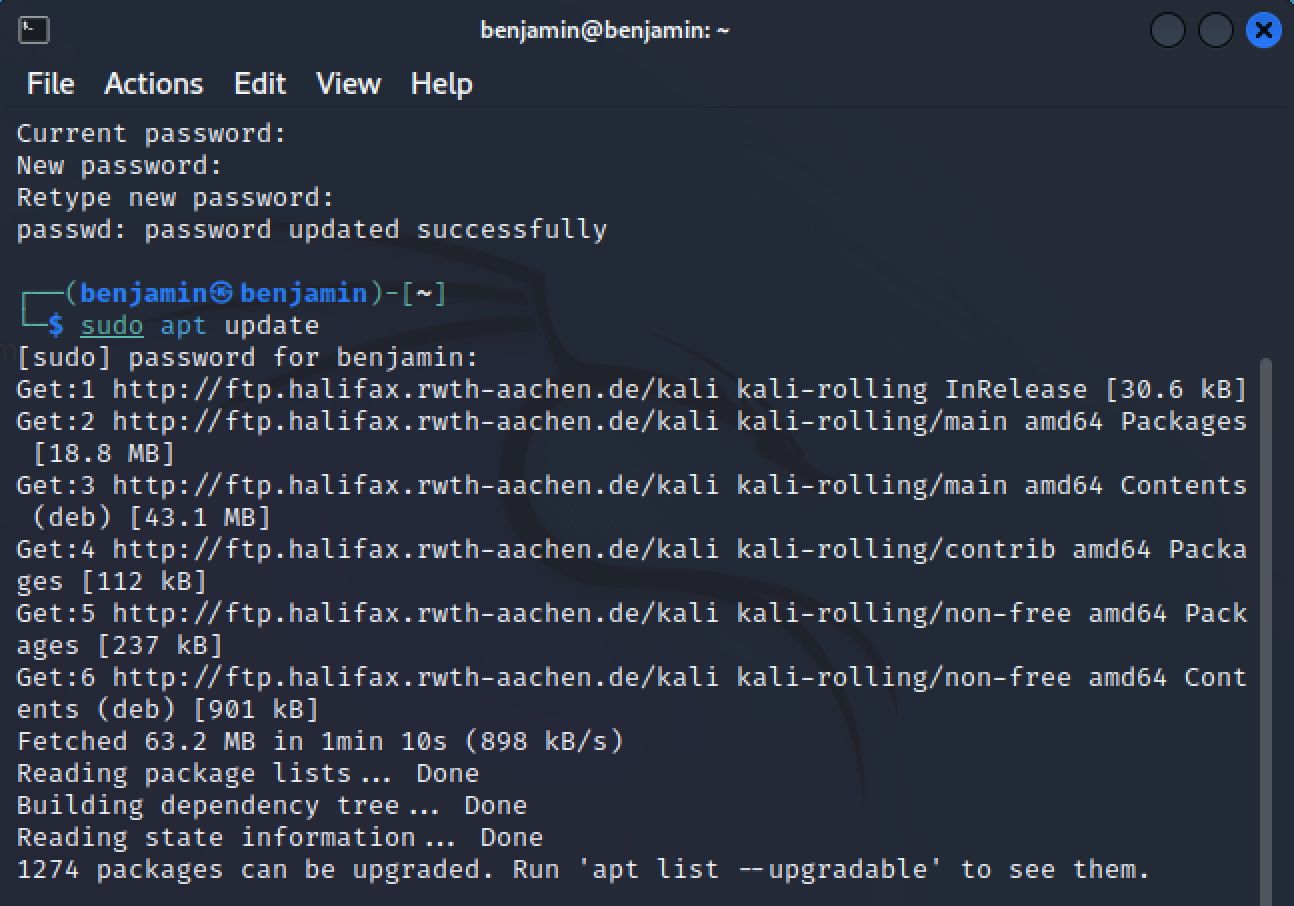 benjamin@benjamin: ~
File Actions Edit View Help
Current password:
New password:
Retype new password:
passwd: password updated successfully
┌──(benjamin㉿benjamin)-[~]
└─$ sudo apt update
[sudo] password for benjamin:
Get:1 http://ftp.halifax.rwth-aachen.de/kali kali-rolling InRelease [30.6 kB]
Get:2 http://ftp.halifax.rwth-aachen.de/kali kali-rolling/main amd64 Packages
[18.8 MB]
Get:3 http://ftp.halifax.rwth-aachen.de/kali kali-rolling/main amd64 Contents
(deb) [43.1 MB]
Get:4 http://ftp.halifax.rwth-aachen.de/kali kali-rolling/contrib amd64 Packa
ges [112 kB]
Get:5 http://ftp.halifax.rwth-aachen.de/kali kali-rolling/non-free amd64 Pack
ages [237 kB]
Get:6 http://ftp.halifax.rwth-aachen.de/kali kali-rolling/non-free amd64 Cont
ents (deb) [901 kB]
Fetched 63.2 MB in 1min 10s (898 kB/s)
Reading package lists... Done
Building dependency tree... Done
Reading state information... Done
1274 packages can be upgraded. Run 'apt list --upgradable' to see them.